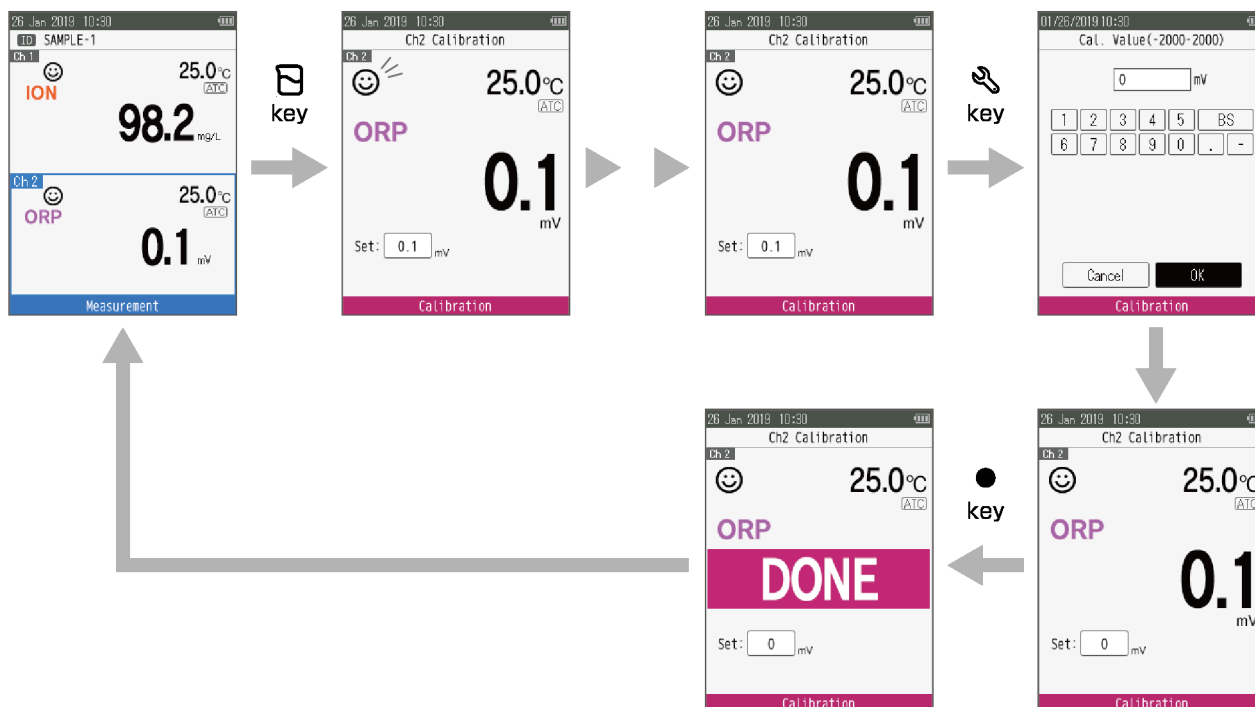 26 Jan 2019 10:30
ID SAMPLE-1
Ch 1
25.0°C
ION
ATC
98.2 mg/L
Ch 2
25.0°C
ORP
ATC
0.1 mV
Measurement
key
26 Jan 2019 10:30
Ch2 Calibration
Ch 2
25.0°C
ATC
ORP
0.1
mV
Set: 0.1 mV
Calibration
26 Jan 2019 10:30
Ch2 Calibration
Ch 2
25.0°C
ATC
ORP
0.1
mV
Set: 0.1 mV
Calibration
key
01/26/2019 10:30
Cal. Value(-2000-2000)
0 mV
1 2 3 4 5 BS
6 7 8 9 0 . -
Cancel OK
Calibration
26 Jan 2019 10:30
Ch2 Calibration
Ch 2
25.0°C
ATC
ORP
0.1
mV
Set: 0 mV
Calibration
key
26 Jan 2019 10:30
Ch2 Calibration
Ch 2
25.0°C
ATC
ORP
DONE
Set: 0 mV
Calibration